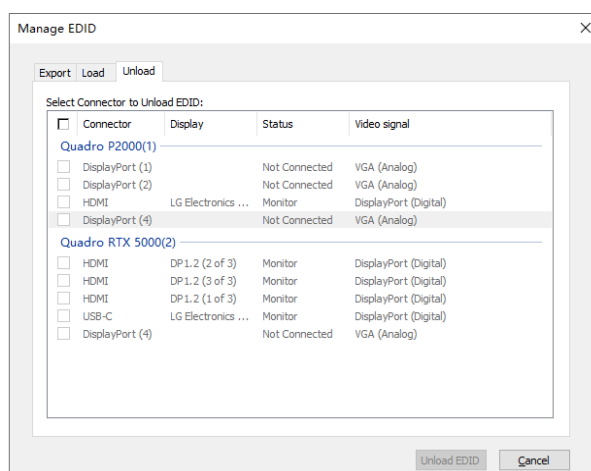 Manage EDID
Export Load Unload
Select Connector to Unload EDID:
Connector Display Status Video signal
Quadro P2000(1)
DisplayPort (1) Not Connected VGA (Analog)
DisplayPort (2) Not Connected VGA (Analog)
HDMI LG Electronics ... Monitor DisplayPort (Digital)
DisplayPort (4) Not Connected VGA (Analog)
Quadro RTX 5000(2)
HDMI DP1.2 (2 of 3) Monitor DisplayPort (Digital)
HDMI DP1.2 (3 of 3) Monitor DisplayPort (Digital)
HDMI DP1.2 (1 of 3) Monitor DisplayPort (Digital)
USB-C LG Electronics ... Monitor DisplayPort (Digital)
DisplayPort (4) Not Connected VGA (Analog)
Unload EDID Cancel